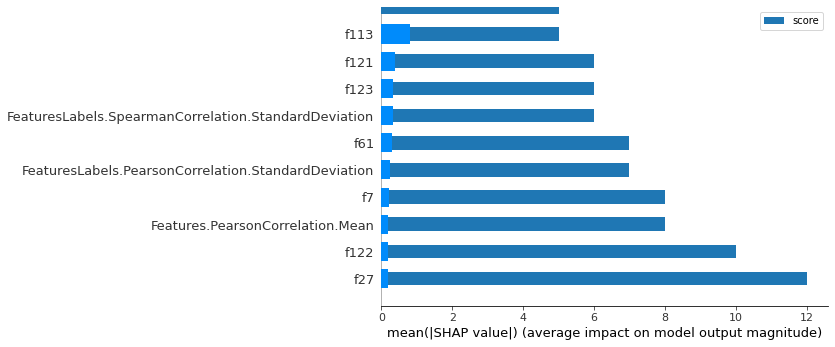 score
f113
f121
f123
FeaturesLabels.SpearmanCorrelation.StandardDeviation
f61
FeaturesLabels.PearsonCorrelation.StandardDeviation
f7
Features.PearsonCorrelation.Mean
f122
f27
0 2 4 6 8 10 12
mean(|SHAP value|) (average impact on model output magnitude)